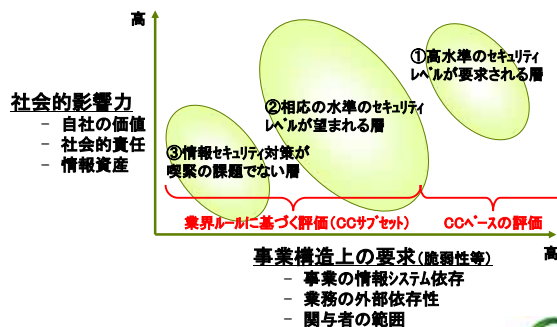 高
①高水準のセキュリティ
レベルが要求される層
社会的影響力
- 自社の価値
- 社会的責任
- 情報資産
②相応の水準のセキュリティ
レベルが望まれる層
③情報セキュリティ対策が
喫緊の課題でない層
業界ルールに基づく評価(CCサブセット)
CCベースの評価
高
事業構造上の要求(脆弱性等)
- 事業の情報システム依存
- 業務の外部依存性
- 関与者の範囲